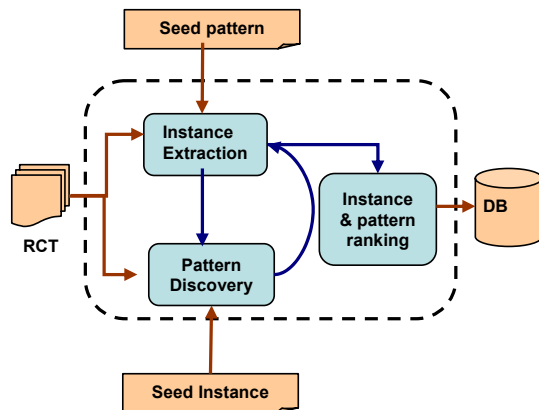 Seed pattern
Instance
Extraction
Instance
& pattern
ranking
DB
RCT
Pattern
Discovery
Seed Instance